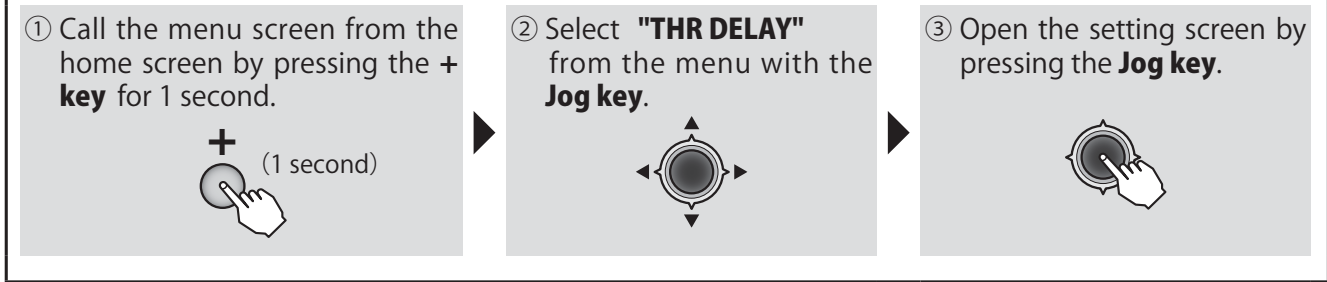 ① Call the menu screen from the
home screen by pressing the +
key for 1 second.
+
(1 second)
② Select "THR DELAY"
from the menu with the
Jog key.
③ Open the setting screen by
pressing the Jog key.